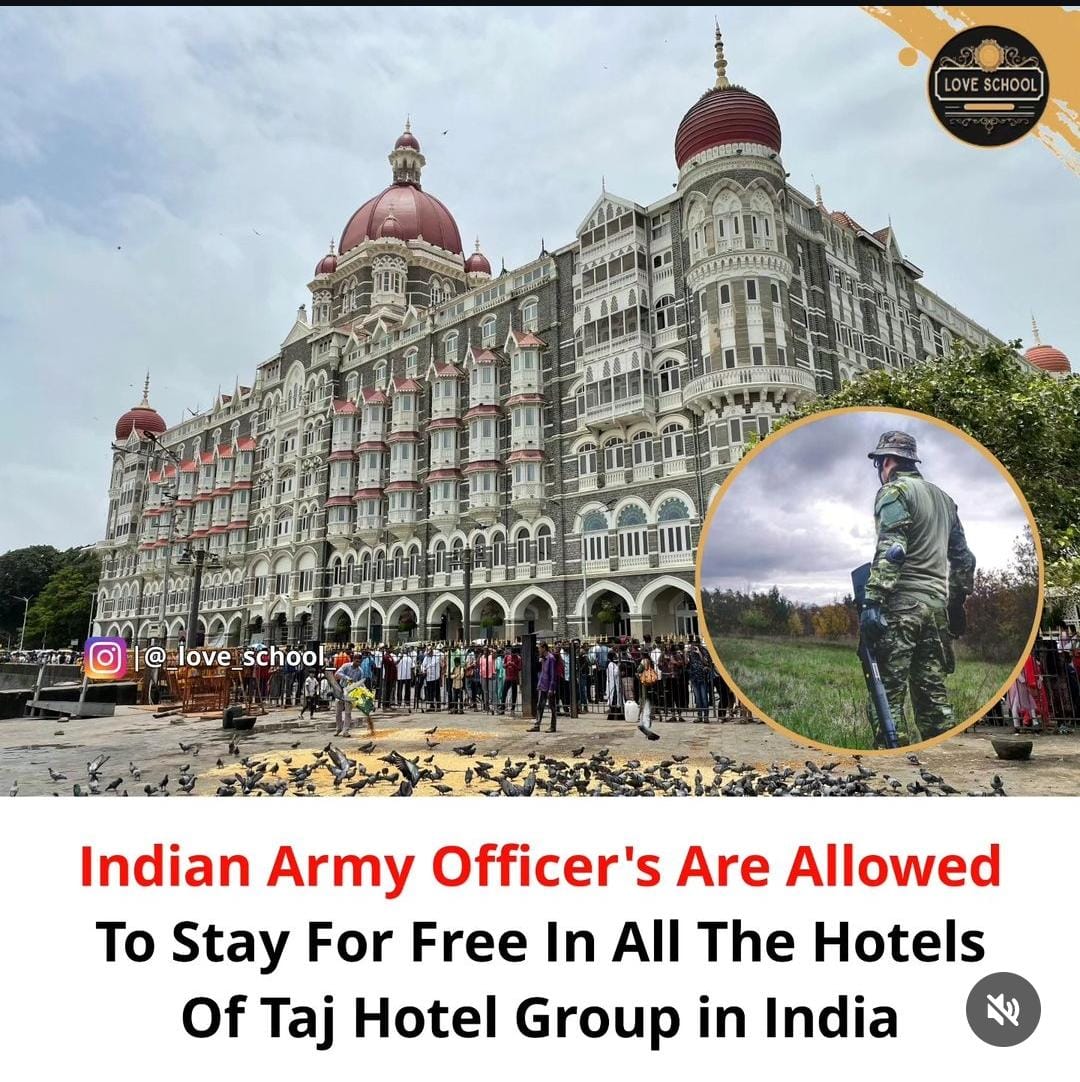 LOVE SCHOOL
|@_love_school_
Indian Army Officer's Are Allowed
To Stay For Free In All The Hotels
Of Taj Hotel Group in India